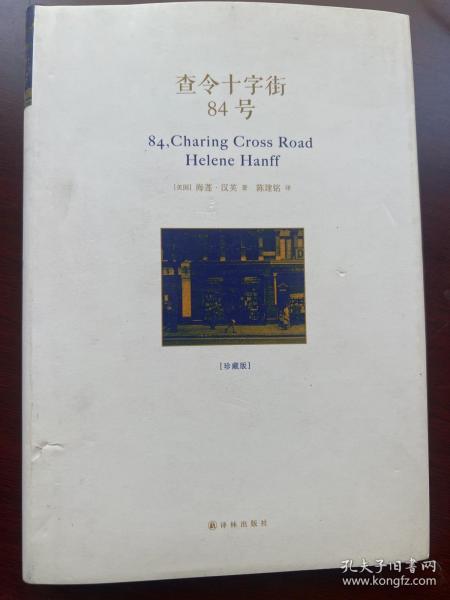 查令十字街
84号
84,Charing Cross Road
Helene Hanff
[美国] 海莲·汉芙 著 陈建铭 译
[珍藏版]
译林出版社
孔夫子旧书网
www.kongfz.com